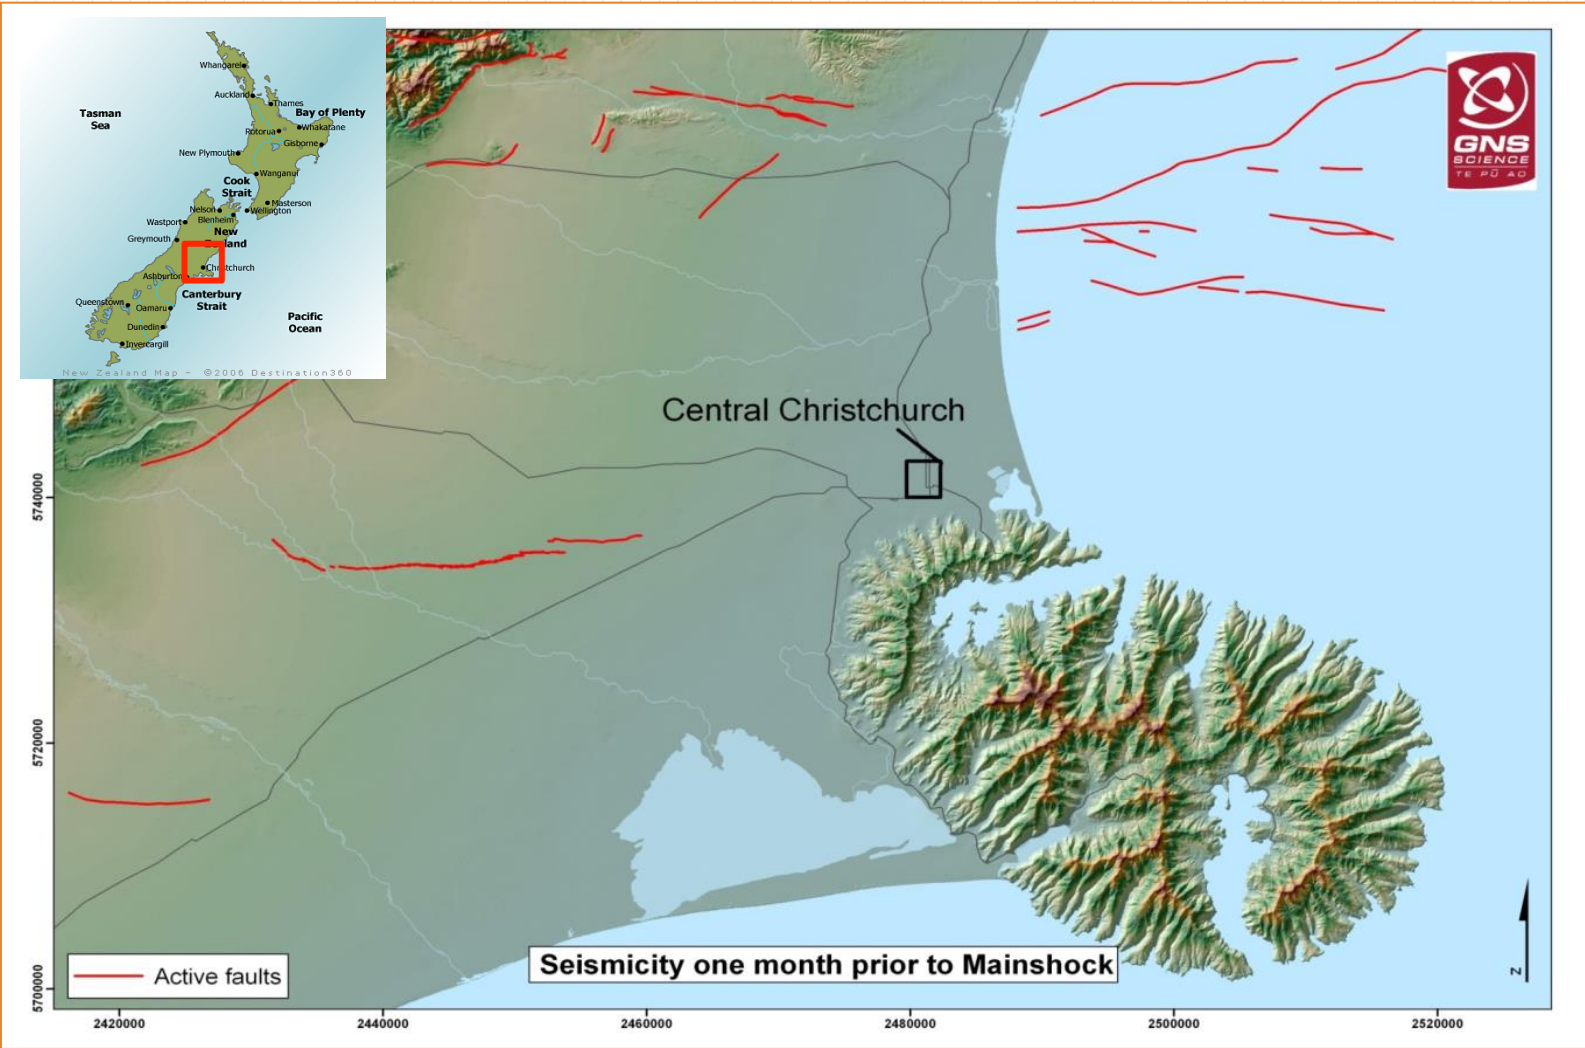 Whangarei
Auckland
Thames
Tasman
Sea
Bay of Plenty
Rotorua
Whakatane
Gisborne
New Plymouth
Wanganui
Cook
Strait
Masterson
Nelson
Wellington
Blenheim
Wastport
New
Zealand
Greymouth
Christchurch
Ashburton
Canterbury
Strait
Queenstown
Oamaru
Pacific
Ocean
Dunedin
Invercargill
New Zealand Map - ©2006 Destination360
GNS
SCIENCE
TE PŪ AO
Central Christchurch
5740000
5720000
5700000
Active faults
Seismicity one month prior to Mainshock
N
2420000
2440000
2460000
2480000
2500000
2520000